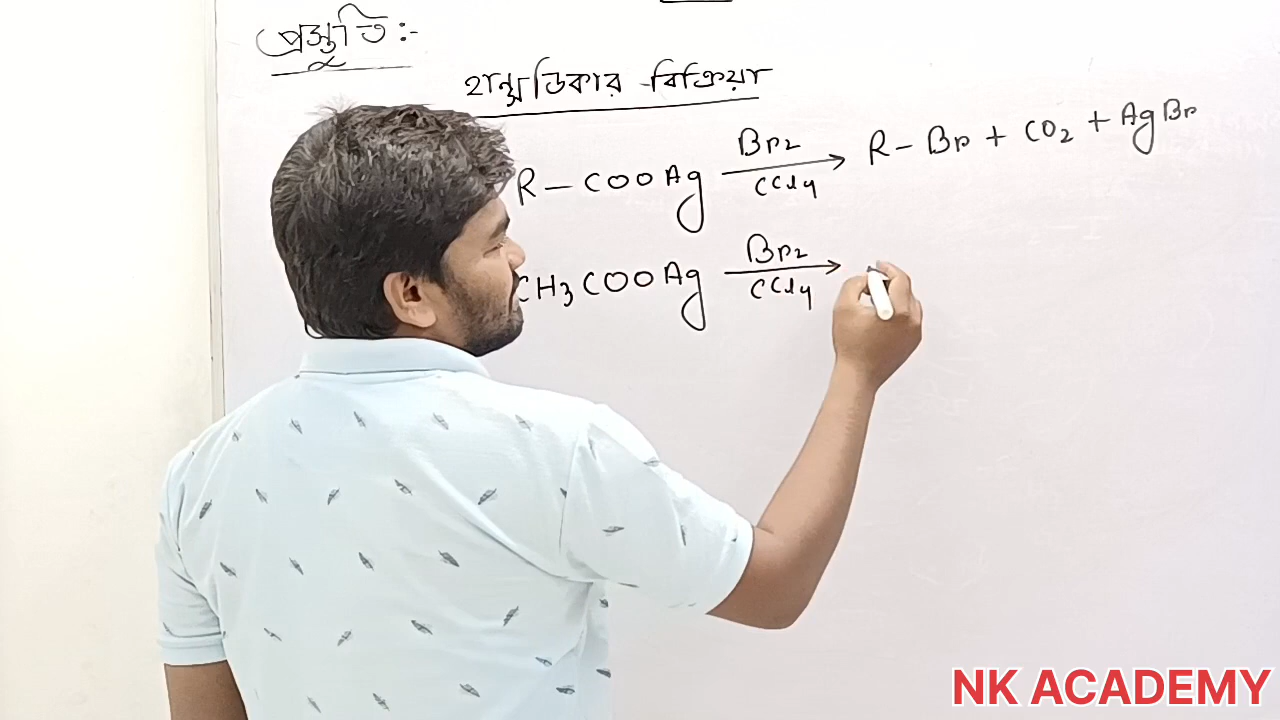 প্রস্তুতি :-
হান্সডিকার বিক্রিয়া
R - COOAg Br2 CCl4 → R - Br + CO2 + AgBr
CH3COOAg Br2 CCl4 →
NK ACADEMY